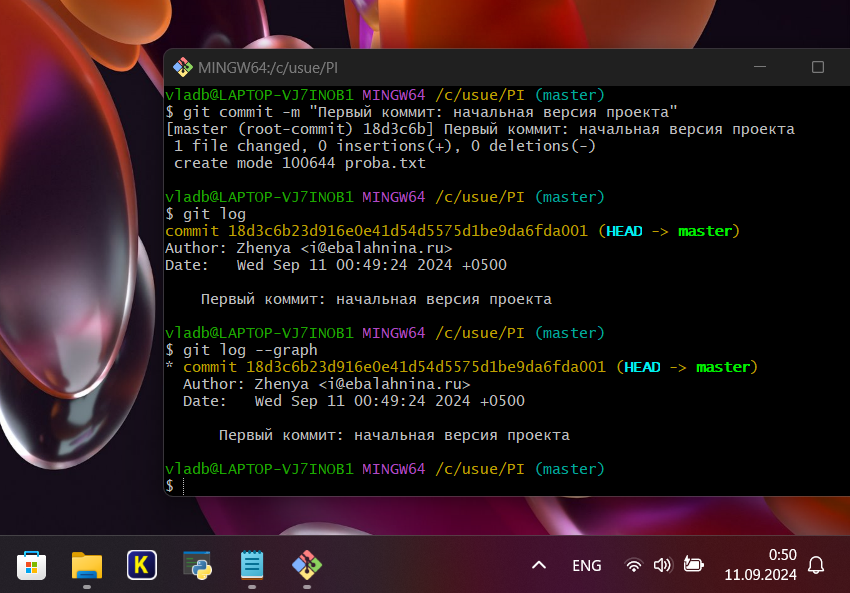 MINGW64:/c/usue/PI
vladb@LAPTOP-VJ7INOB1 MINGW64 /c/usue/PI (master)
$ git commit -m "Первый коммит: начальная версия проекта"
[master (root-commit) 18d3c6b] Первый коммит: начальная версия проекта
 1 file changed, 0 insertions(+), 0 deletions(-)
 create mode 100644 proba.txt
vladb@LAPTOP-VJ7INOB1 MINGW64 /c/usue/PI (master)
$ git log
commit 18d3c6b23d916e0e41d54d5575d1be9da6fda001 (HEAD -> master)
Author: Zhenya <i@ebalahnina.ru>
Date:   Wed Sep 11 00:49:24 2024 +0500
    Первый коммит: начальная версия проекта
vladb@LAPTOP-VJ7INOB1 MINGW64 /c/usue/PI (master)
$ git log --graph
* commit 18d3c6b23d916e0e41d54d5575d1be9da6fda001 (HEAD -> master)
  Author: Zhenya <i@ebalahnina.ru>
  Date:   Wed Sep 11 00:49:24 2024 +0500
      Первый коммит: начальная версия проекта
vladb@LAPTOP-VJ7INOB1 MINGW64 /c/usue/PI (master)
$
K
ENG
0:50
11.09.2024